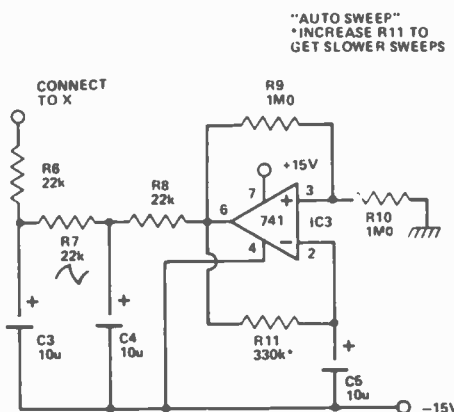 "AUTO SWEEP"
*INCREASE R11 TO
GET SLOWER SWEEPS
CONNECT
TO X
R9
1M0
R6
22k
R8
22k
7
+15V
6
+
3
741
IC3
R10
1M0
R7
22k
4
−
2
+
C3
10u
+
C4
10u
R11
330k*
+
C5
10u
−15V